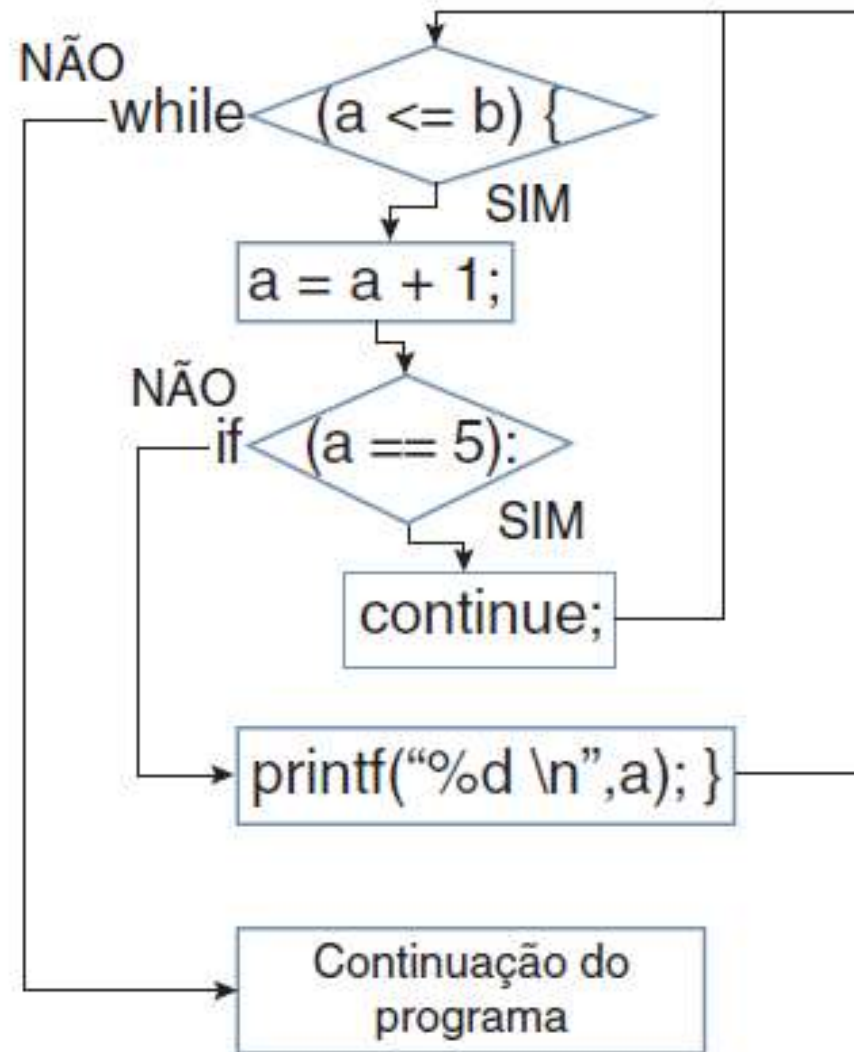 NÃO
while (a <= b) {
SIM
a = a + 1;
NÃO
if (a == 5):
SIM
continue;
printf(“%d \n”,a); }
Continuação do
programa